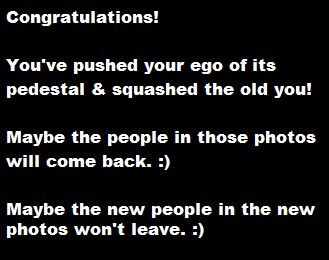 Congratulations!
You've pushed your ego of its
pedestal & squashed the old you!
Maybe the people in those photos
will come back. :)
Maybe the new people in the new
photos won't leave. :)